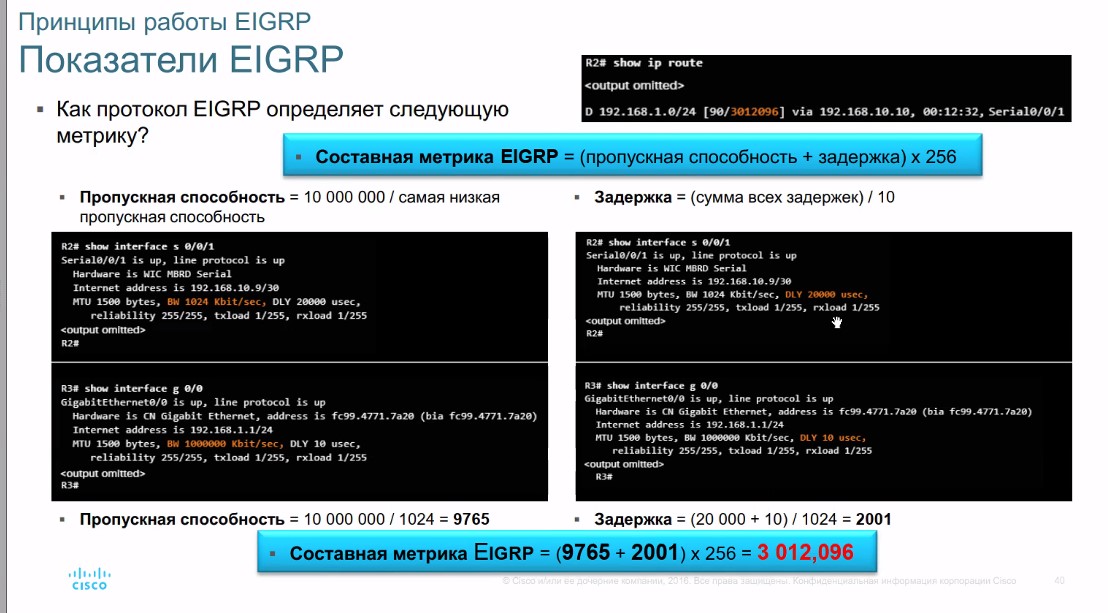 Принципы работы EIGRP
Показатели EIGRP
▪ Как протокол EIGRP определяет следующую
метрику?
R2# show ip route
<output omitted>
D 192.168.1.0/24 [90/3012096] via 192.168.10.10, 00:12:32, Serial0/0/1
▪ Составная метрика EIGRP = (пропускная способность + задержка) x 256
▪ Пропускная способность = 10 000 000 / самая низкая
пропускная способность
▪ Задержка = (сумма всех задержек) / 10
R2# show interface s 0/0/1
Serial0/0/1 is up, line protocol is up
Hardware is WIC MBRD Serial
Internet address is 192.168.10.9/30
MTU 1500 bytes, BW 1024 Kbit/sec, DLY 20000 usec,
reliability 255/255, txload 1/255, rxload 1/255
<output omitted>
R2#
R3# show interface g 0/0
GigabitEthernet0/0 is up, line protocol is up
Hardware is CN Gigabit Ethernet, address is fc99.4771.7a20 (bia fc99.4771.7a20)
Internet address is 192.168.1.1/24
MTU 1500 bytes, BW 1000000 Kbit/sec, DLY 10 usec,
reliability 255/255, txload 1/255, rxload 1/255
<output omitted>
R3#
R2# show interface s 0/0/1
Serial0/0/1 is up, line protocol is up
Hardware is WIC MBRD Serial
Internet address is 192.168.10.9/30
MTU 1500 bytes, BW 1024 Kbit/sec, DLY 20000 usec,
reliability 255/255, txload 1/255, rxload 1/255
<output omitted>
R2#
R3# show interface g 0/0
GigabitEthernet0/0 is up, line protocol is up
Hardware is CN Gigabit Ethernet, address is fc99.4771.7a20 (bia fc99.4771.7a20)
Internet address is 192.168.1.1/24
MTU 1500 bytes, BW 1000000 Kbit/sec, DLY 10 usec,
reliability 255/255, txload 1/255, rxload 1/255
<output omitted>
R3#
▪ Пропускная способность = 10 000 000 / 1024 = 9765
▪ Задержка = (20 000 + 10) / 1024 = 2001
▪ Составная метрика EIGRP = (9765 + 2001) x 256 = 3 012,096
CISCO
© Cisco и/или ее дочерние компании, 2016. Все права защищены. Конфиденциальная информация корпорации Cisco
40